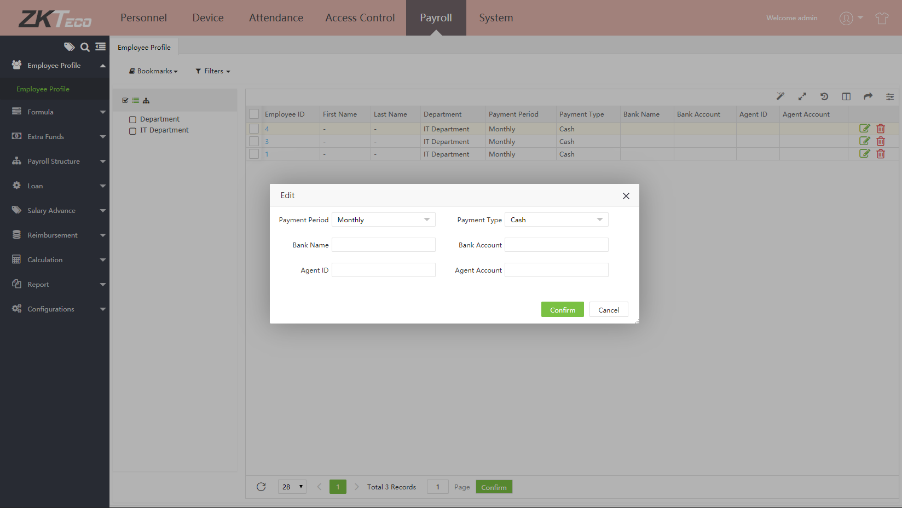 ZKTeco Personnel Device Attendance Access Control Payroll System Welcome admin
Employee Profile
Employee Profile
Formula
Extra Funds
Payroll Structure
Loan
Salary Advance
Reimbursement
Calculation
Report
Configurations
Employee Profile
Bookmarks Filters
Department
IT Department
Employee ID First Name Last Name Department Payment Period Payment Type Bank Name Bank Account Agent ID Agent Account
4 - - IT Department Monthly Cash
3 - - IT Department Monthly Cash
1 - - IT Department Monthly Cash
Edit
Payment Period Monthly Payment Type Cash
Bank Name Bank Account
Agent ID Agent Account
Confirm Cancel
28 1 Total 3 Records 1 Page Confirm